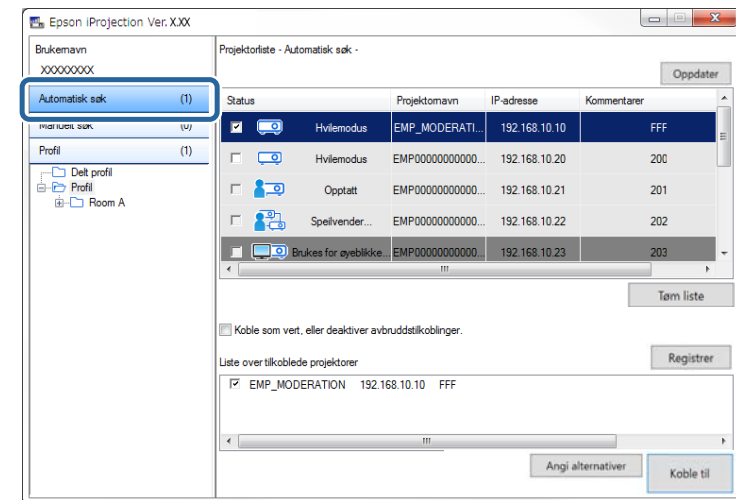 Epson iProjection Ver. X.XX
Brukernavn
XXXXXXXX
Automatisk søk (1)
Manuelt søk (0)
Profil (1)
Delt profil
Profil
Room A
Projektorliste - Automatisk søk -
Oppdater
Status Projektornavn IP-adresse Kommentarer
Hvilemodus EMP_MODERATI... 192.168.10.10 FFF
Hvilemodus EMP00000000000... 192.168.10.20 200
Opptatt EMP00000000000... 192.168.10.21 201
Speilvender... EMP00000000000... 192.168.10.22 202
Brukes for øyeblikke... EMP00000000000... 192.168.10.23 203
Tøm liste
Koble som vert, eller deaktiver avbruddstilkoblinger.
Liste over tilkoblede projektorer
Registrer
EMP_MODERATION 192.168.10.10 FFF
Angi alternativer
Koble til